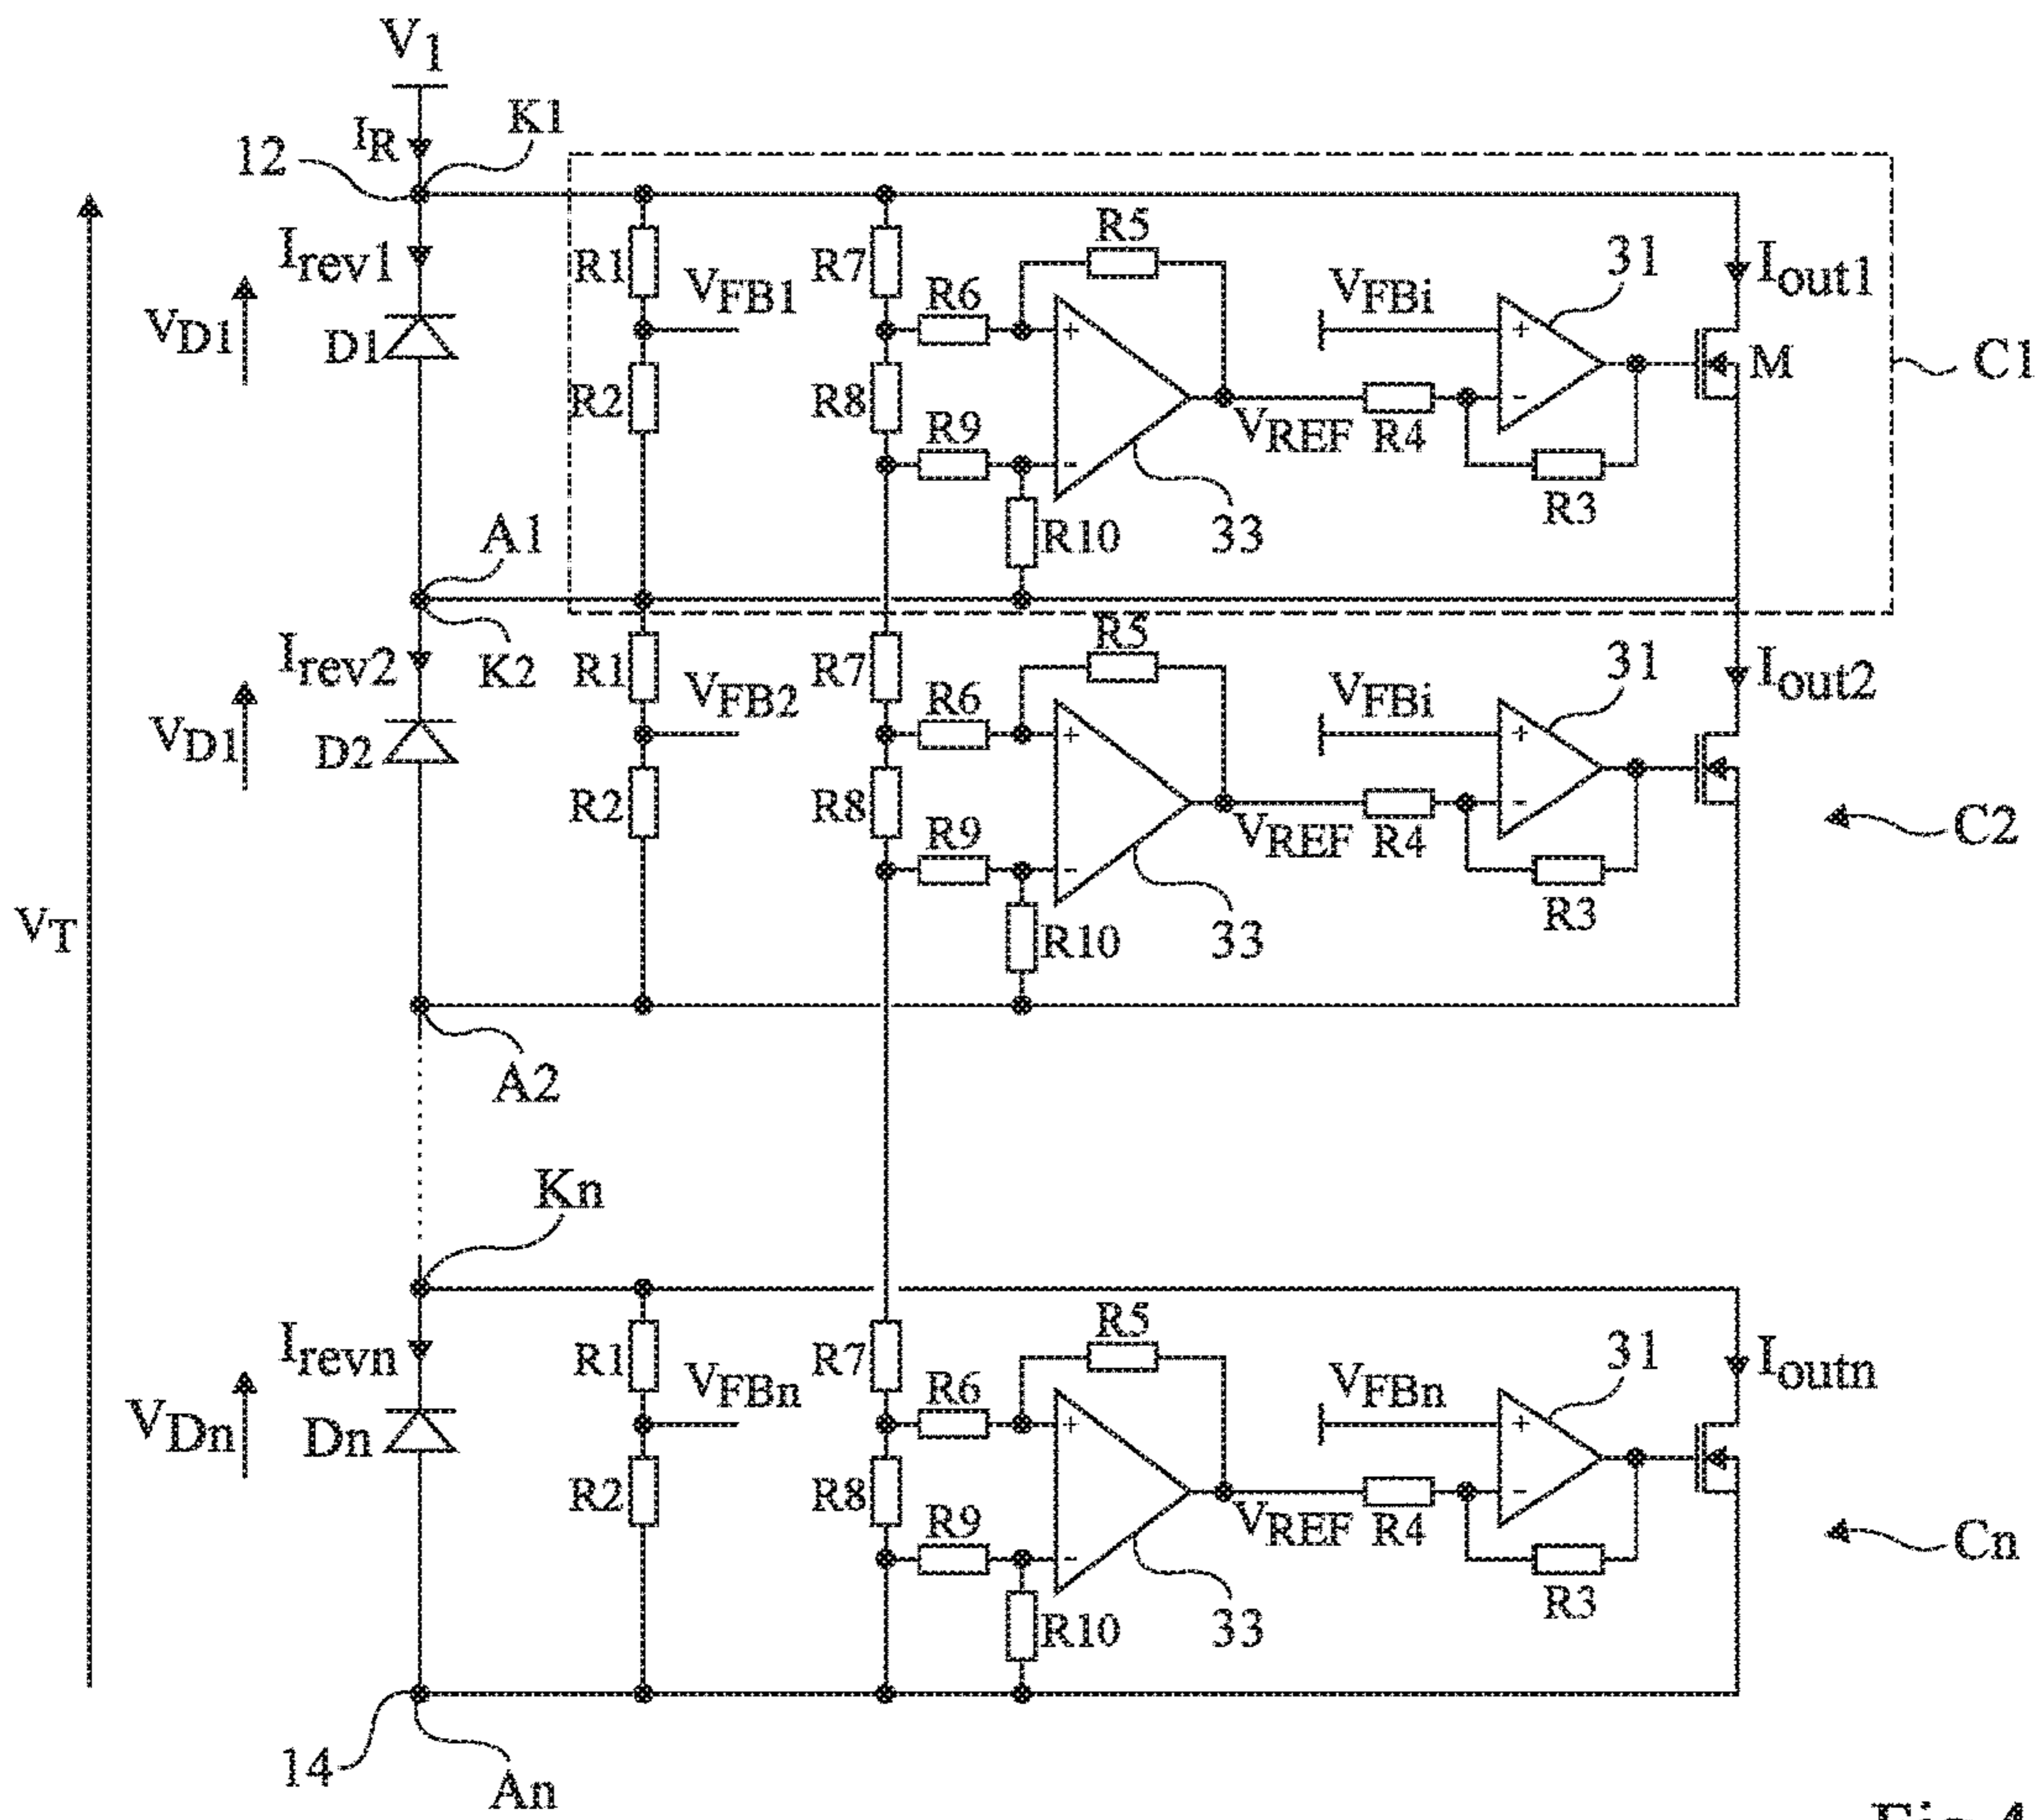 V1
IR
K1
12
Irev1
VD1
D1
R1
VFB1
R2
R7
R8
R6
R5
R9
R10
33
VREF
R4
VFBi
31
R3
Iout1
M
C1
A1
K2
Irev2
VD1
D2
R1
VFB2
R2
R7
R8
R6
R5
R9
R10
33
VREF
R4
VFBi
31
R3
Iout2
C2
A2
VT
Kn
Irevn
VDn
Dn
R1
VFBn
R2
R7
R8
R6
R5
R9
R10
33
VREF
R4
VFBn
31
R3
Ioutn
Cn
14
An